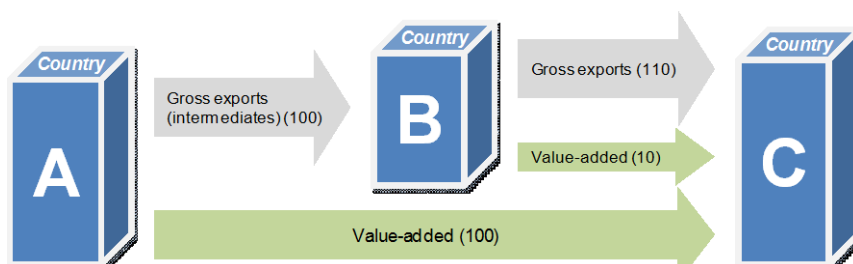 Country
A
Gross exports
(intermediates) (100)
Country
B
Gross exports (110)
Value-added (10)
Country
C
Value-added (100)